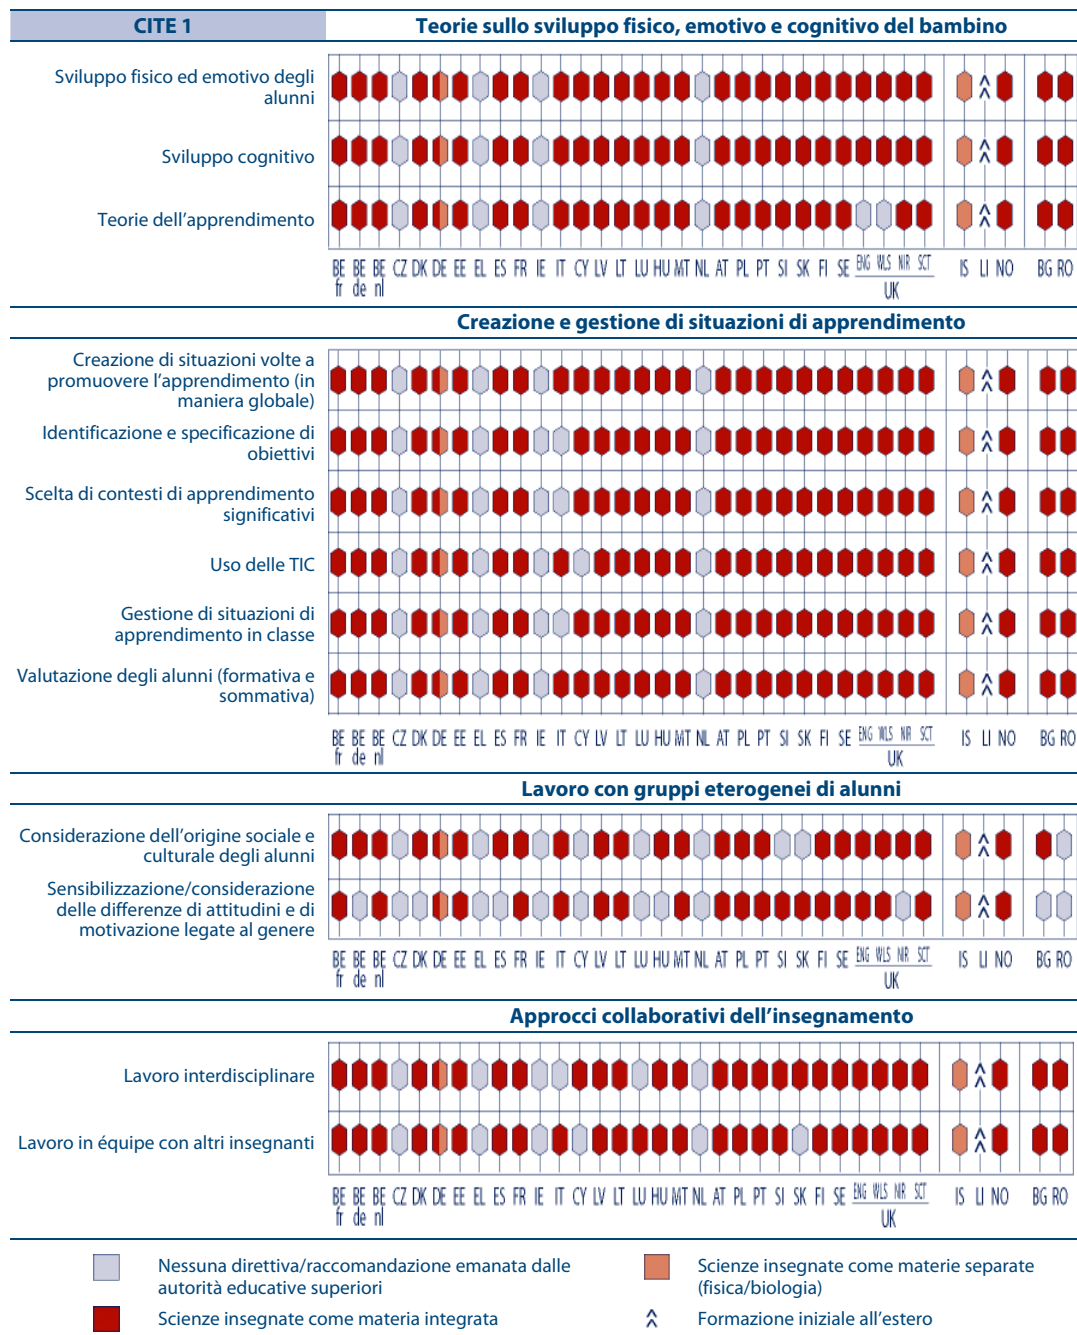 CITE 1 Teorie sullo sviluppo fisico, emotivo e cognitivo del bambino
Sviluppo fisico ed emotivo degli
alunni
Sviluppo cognitivo
Teorie dell'apprendimento
BE BE BE CZ DK DE EE EL ES FR IE IT CY LV LT LU HU MT NL AT PL PT SI SK FI SE ENG WLS NIR SCT IS LI NO BG RO
fr de nl UK
Creazione e gestione di situazioni di apprendimento
Creazione di situazioni volte a
promuovere l'apprendimento (in
maniera globale)
Identificazione e specificazione di
obiettivi
Scelta di contesti di apprendimento
significativi
Uso delle TIC
Gestione di situazioni di
apprendimento in classe
Valutazione degli alunni (formativa e
sommativa)
BE BE BE CZ DK DE EE EL ES FR IE IT CY LV LT LU HU MT NL AT PL PT SI SK FI SE ENG WLS NIR SCT IS LI NO BG RO
fr de nl UK
Lavoro con gruppi eterogenei di alunni
Considerazione dell'origine sociale e
culturale degli alunni
Sensibilizzazione/considerazione
delle differenze di attitudini e di
motivazione legate al genere
BE BE BE CZ DK DE EE EL ES FR IE IT CY LV LT LU HU MT NL AT PL PT SI SK FI SE ENG WLS NIR SCT IS LI NO BG RO
fr de nl UK
Approcci collaborativi dell'insegnamento
Lavoro interdisciplinare
Lavoro in équipe con altri insegnanti
BE BE BE CZ DK DE EE EL ES FR IE IT CY LV LT LU HU MT NL AT PL PT SI SK FI SE ENG WLS NIR SCT IS LI NO BG RO
fr de nl UK
Nessuna direttiva/raccomandazione emanata dalle
autorità educative superiori
Scienze insegnate come materie separate
(fisica/biologia)
Scienze insegnate come materia integrata
Formazione iniziale all'estero